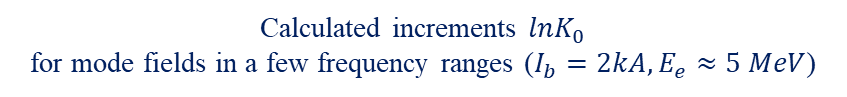 Calculated increments lnK₀
for mode fields in a few frequency ranges (I_b = 2kA, E_e ≈ 5 MeV)